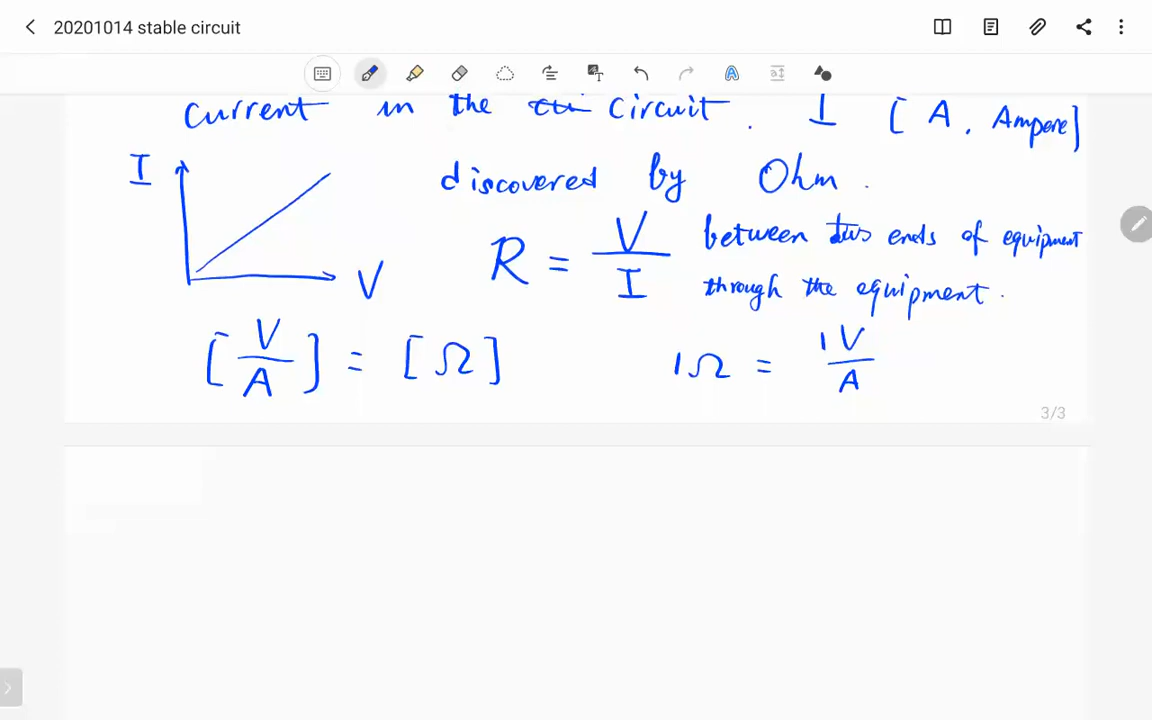 20201014 stable circuit
current in the circuit. I [A, Ampere]
I
discovered by Ohm.
R = V/I between two ends of equipment
through the equipment.
V
[V/A] = [Ω] 1Ω = 1V/A
3/3